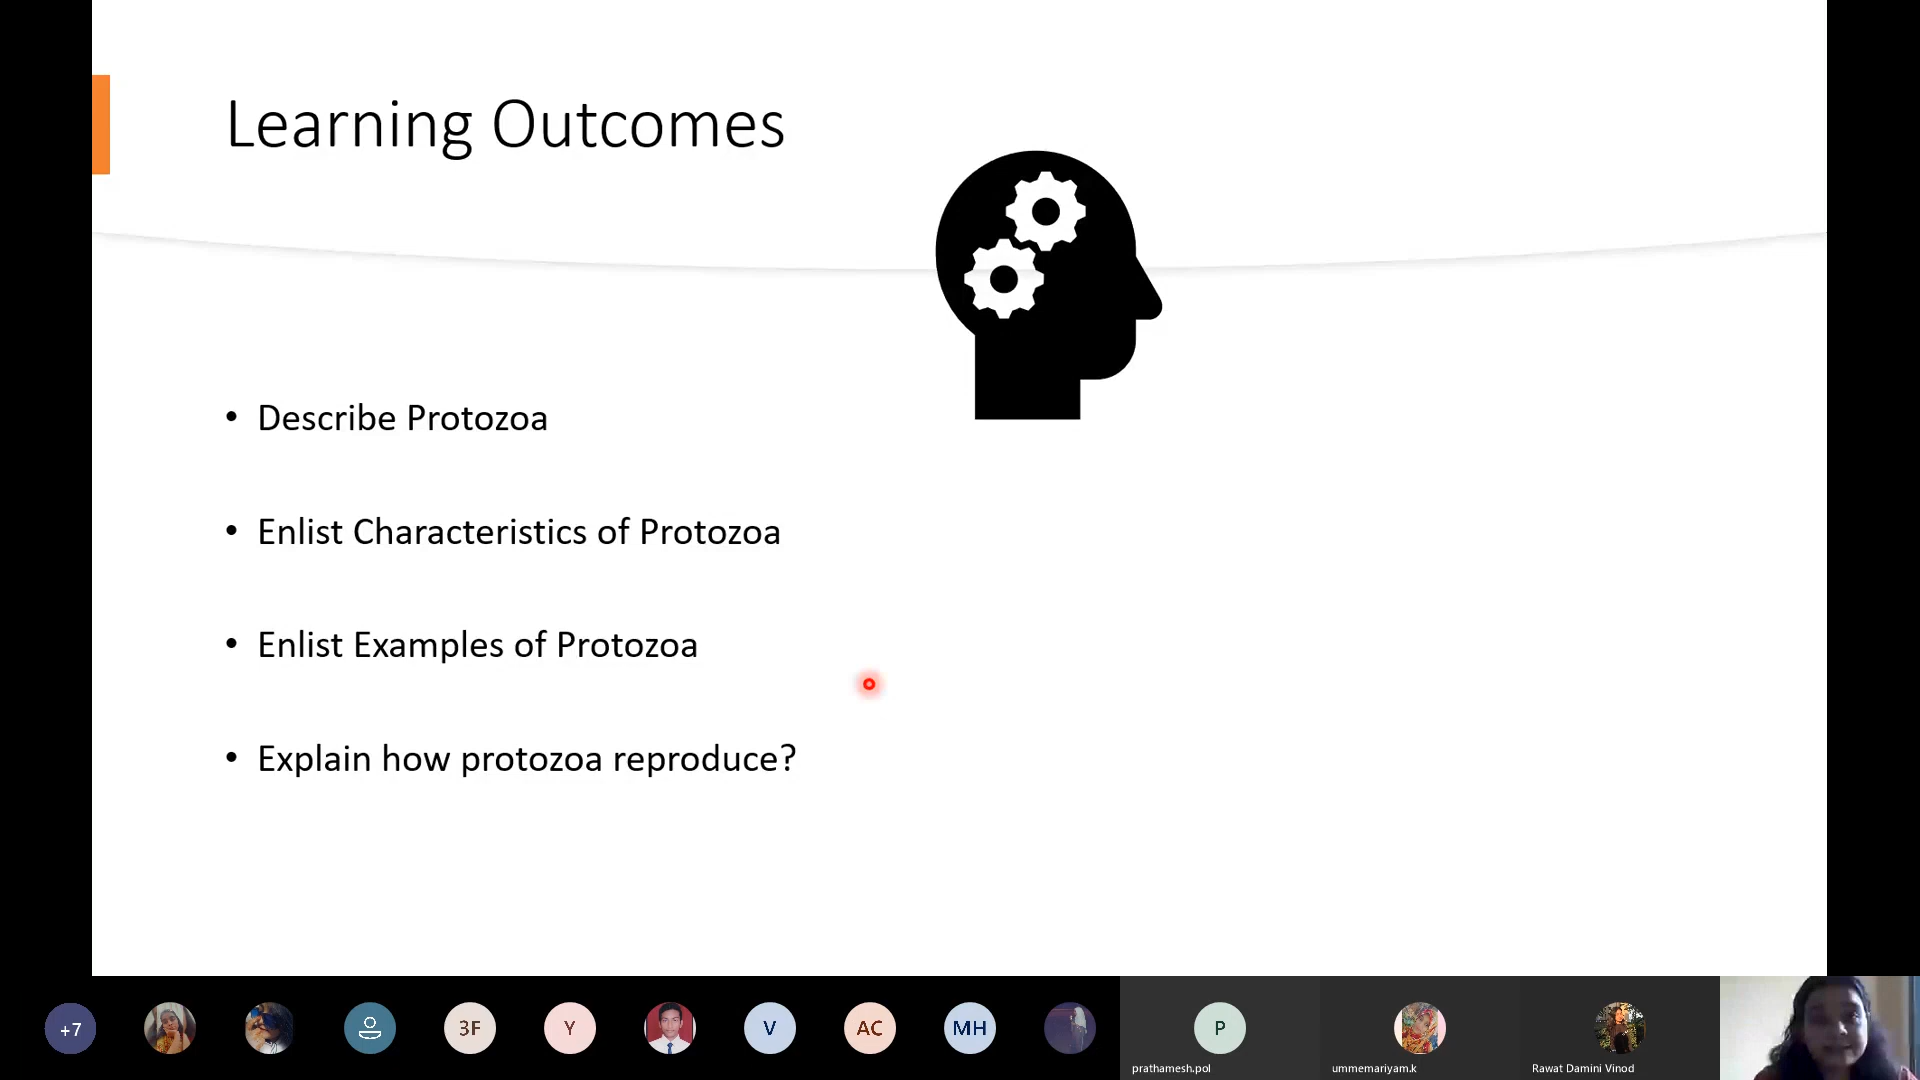 Learning Outcomes
• Describe Protozoa
• Enlist Characteristics of Protozoa
• Enlist Examples of Protozoa
• Explain how protozoa reproduce?
+7
3F
Y
V
AC
MH
P
prathamesh.pol
ummemariyam.k
Rawat Damini Vinod